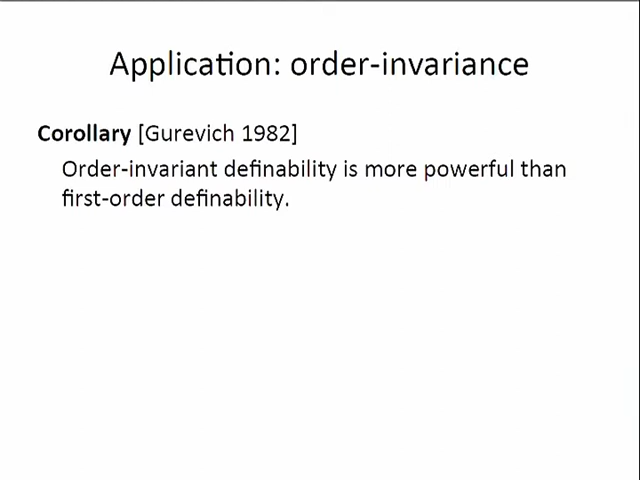 Application: order-invariance
Corollary [Gurevich 1982]
Order-invariant definability is more powerful than
first-order definability.